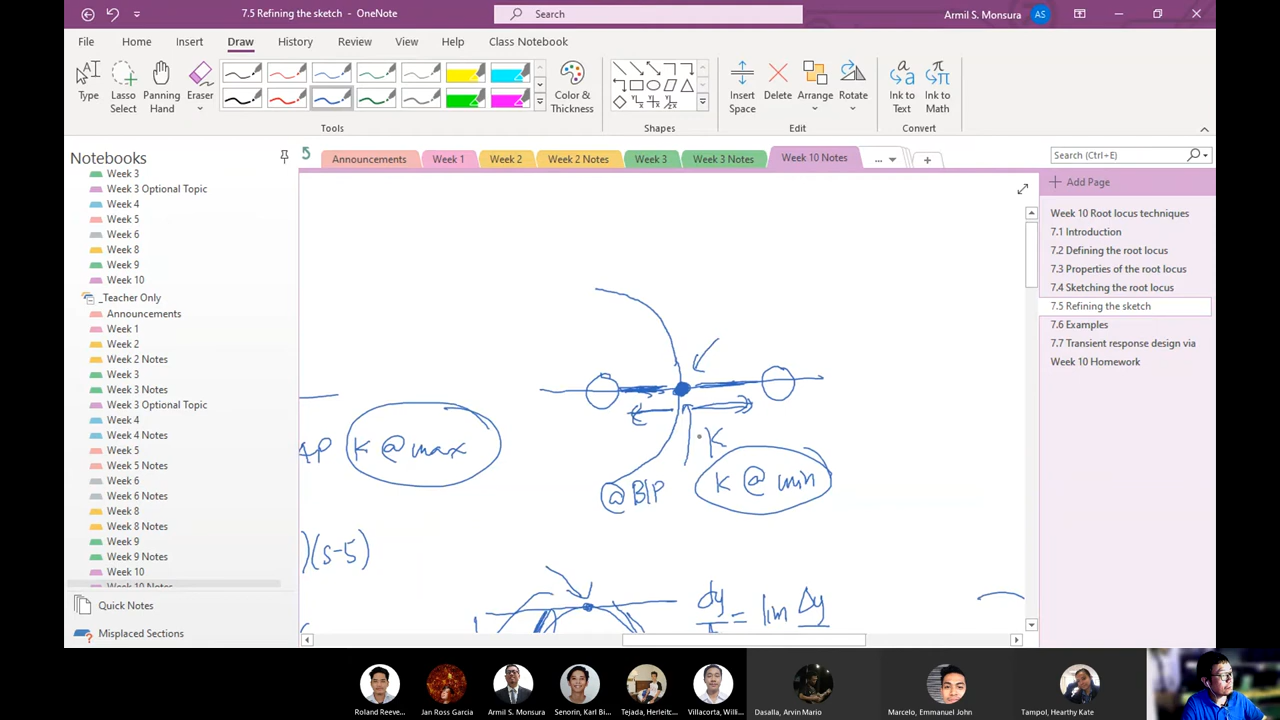 7.5 Refining the sketch - OneNote
Search
Armil S. Monsura
AS
File
Home
Insert
Draw
History
Review
View
Help
Class Notebook
Type
Lasso
Select
Panning
Hand
Eraser
Color &
Thickness
Insert
Space
Delete
Arrange
Rotate
Ink to
Text
Ink to
Math
Tools
Shapes
Edit
Convert
Notebooks
Announcements
Week 1
Week 2
Week 2 Notes
Week 3
Week 3 Notes
Week 10 Notes
...
Search (Ctrl+E)
Week 3
Week 3 Optional Topic
Week 4
Week 5
Week 6
Week 8
Week 9
Week 10
_Teacher Only
Announcements
Week 1
Week 2
Week 2 Notes
Week 3
Week 3 Notes
Week 3 Optional Topic
Week 4
Week 4 Notes
Week 5
Week 5 Notes
Week 6
Week 6 Notes
Week 8
Week 8 Notes
Week 9
Week 9 Notes
Week 10
Week 10 Notes
Quick Notes
Misplaced Sections
K @ max
K
@ BIP
K @ min
)(s-5)
dy
= lim Δy
Add Page
Week 10 Root locus techniques
7.1 Introduction
7.2 Defining the root locus
7.3 Properties of the root locus
7.4 Sketching the root locus
7.5 Refining the sketch
7.6 Examples
7.7 Transient response design via
Week 10 Homework
Roland Reeve...
Jan Ross Garcia
Armil S. Monsura
Senorin, Karl Bi...
Tejada, Herleitc...
Villacorta, Willi...
Dasalla, Arvin Mario
Marcelo, Emmanuel John
Tampol, Hearthy Kate